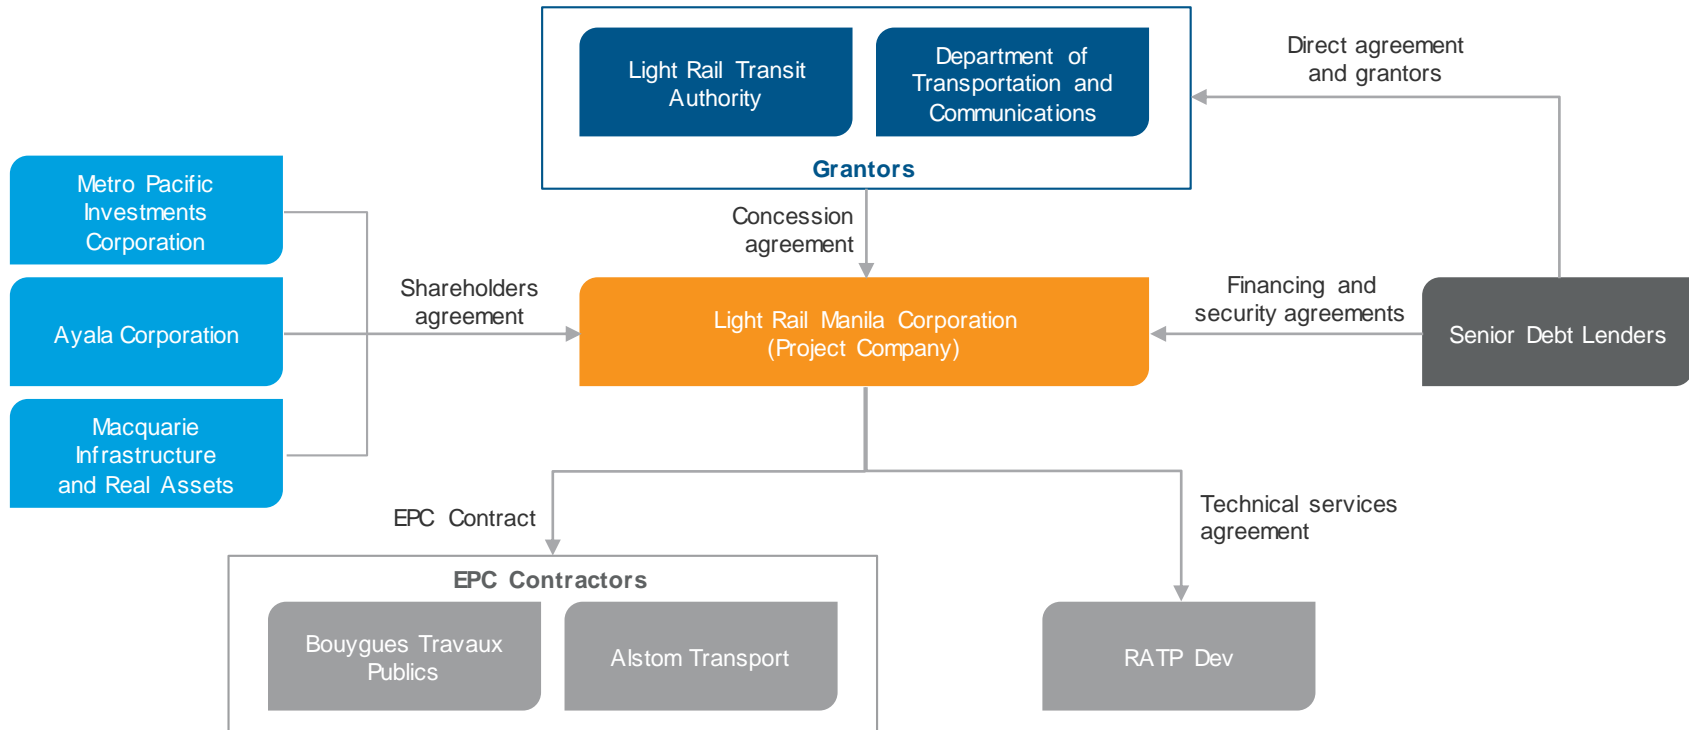 Light Rail Transit
Authority
Department of
Transportation and
Communications
Grantors
Direct agreement
and grantors
Metro Pacific
Investments
Corporation
Concession
agreement
Ayala Corporation
Shareholders
agreement
Light Rail Manila Corporation
(Project Company)
Financing and
security agreements
Senior Debt Lenders
Macquarie
Infrastructure
and Real Assets
EPC Contract
Technical services
agreement
EPC Contractors
Bouygues Travaux
Publics
Alstom Transport
RATP Dev